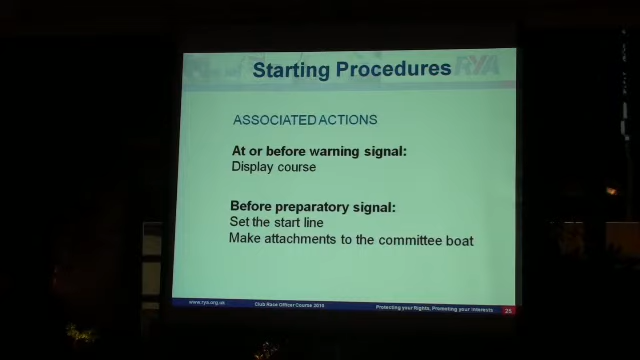 Starting Procedures
RYA
ASSOCIATED ACTIONS
At or before warning signal:
Display course
Before preparatory signal:
Set the start line
Make attachments to the committee boat
www.rya.org.uk
Club Race Officer Course 2010
Protecting your Rights, Promoting your Interests
25